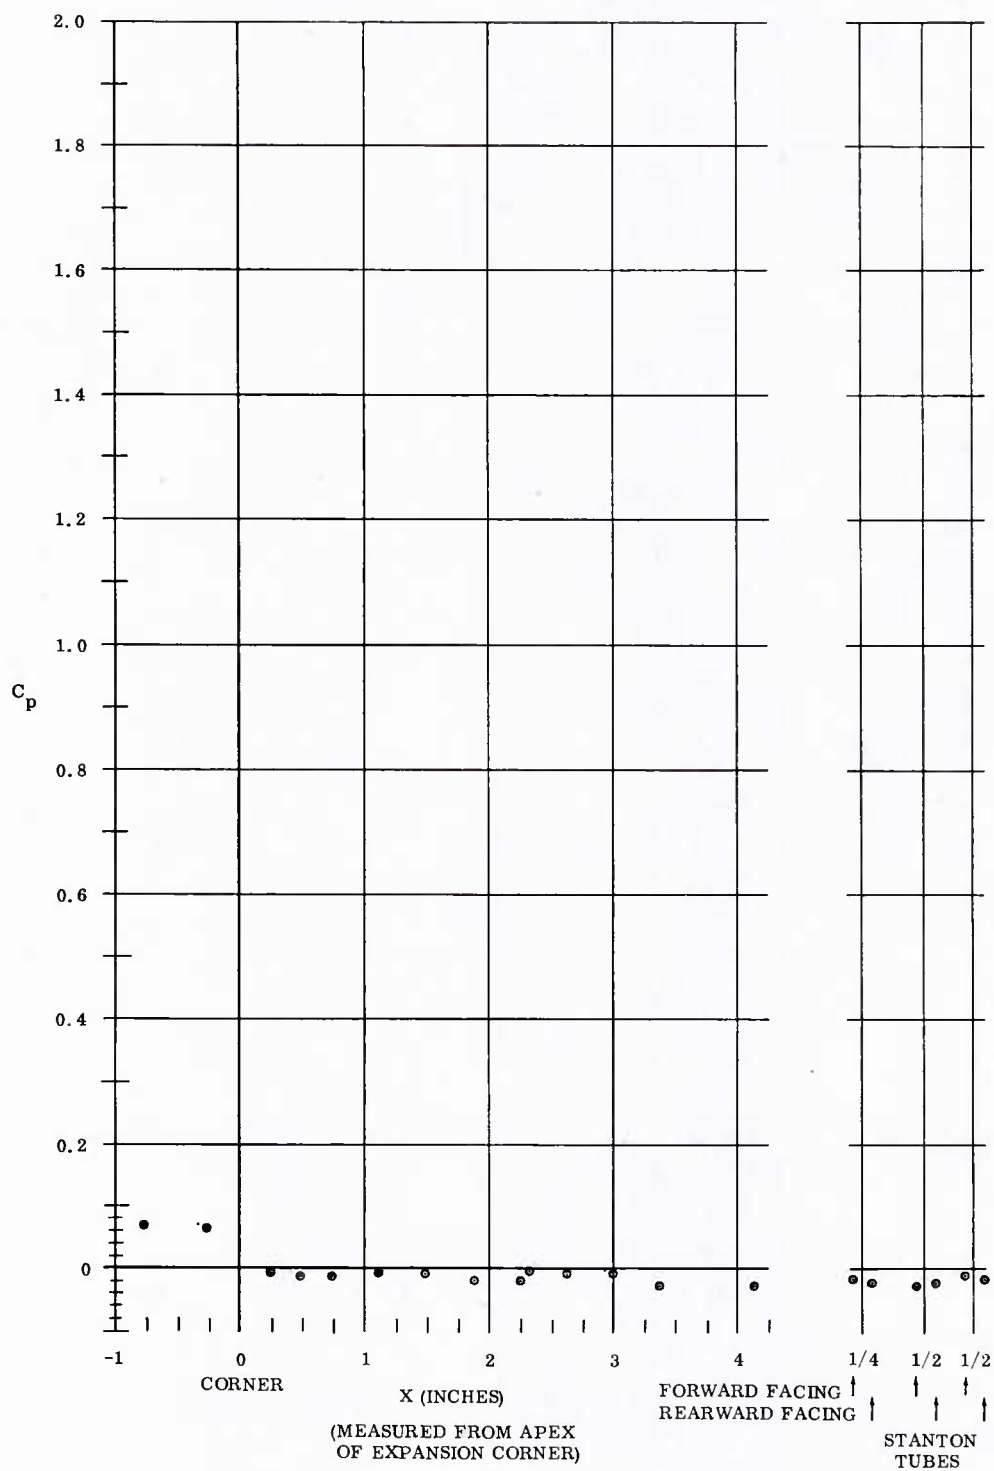 2.0
1.8
1.6
1.4
1.2
1.0
Cp
0.8
0.6
0.4
0.2
0
-1 0 1 2 3 4 1/4 1/2 1/2
CORNER
X (INCHES)
(MEASURED FROM APEX
OF EXPANSION CORNER)
FORWARD FACING
REARWARD FACING
STANTON
TUBES